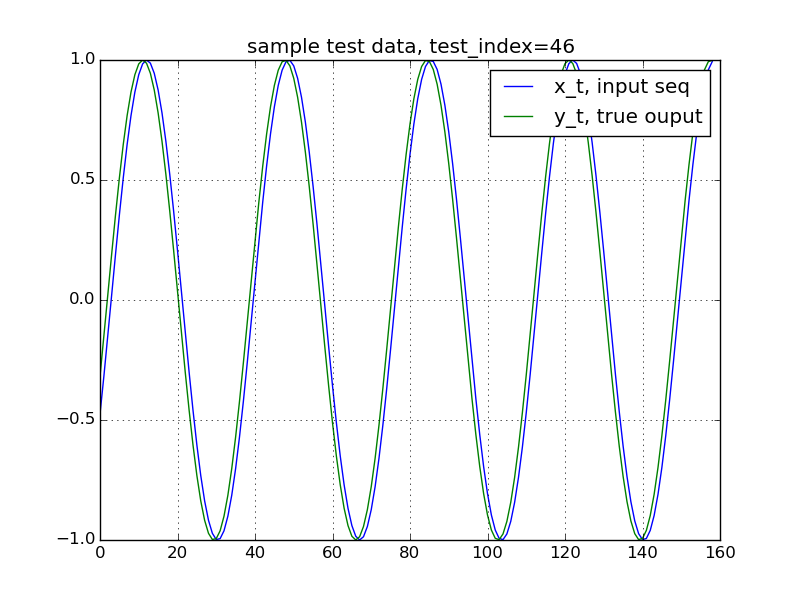 sample test data, test_index=46
x_t, input seq
y_t, true ouput
1.0
0.5
0.0
−0.5
−1.0
0 20 40 60 80 100 120 140 160